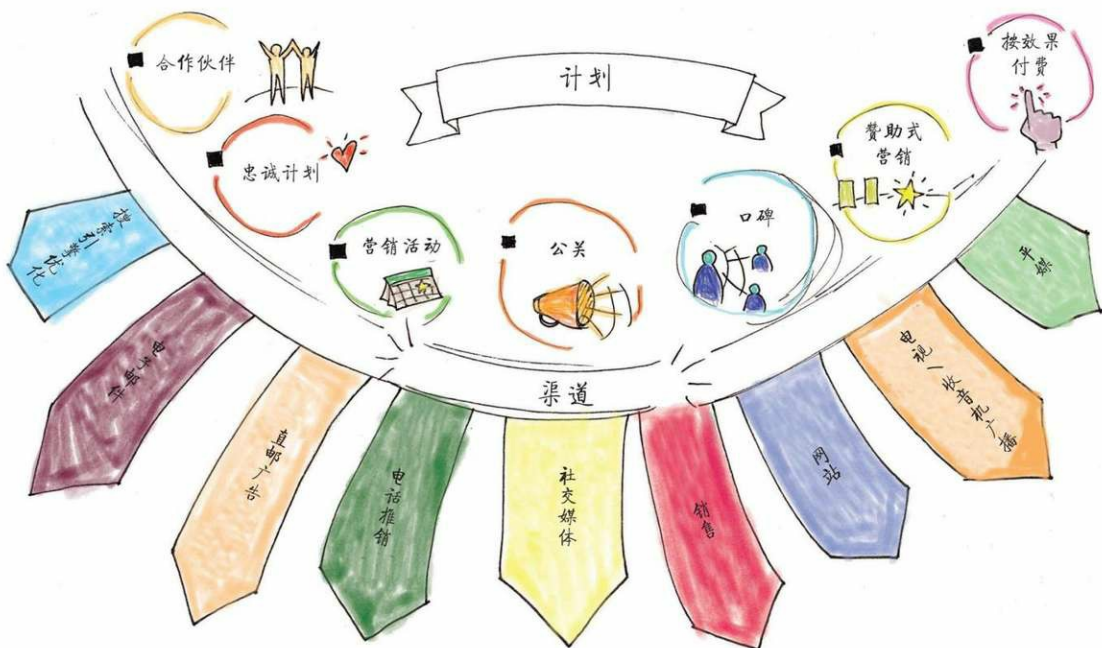 合作伙伴
计划
按效果
付费
忠诚计划
赞助式
营销
营销活动
公关
口碑
渠道
搜索引擎优化
电子邮件
直邮广告
电话推销
社交媒体
销售
网站
电视/收音机广播
平媒